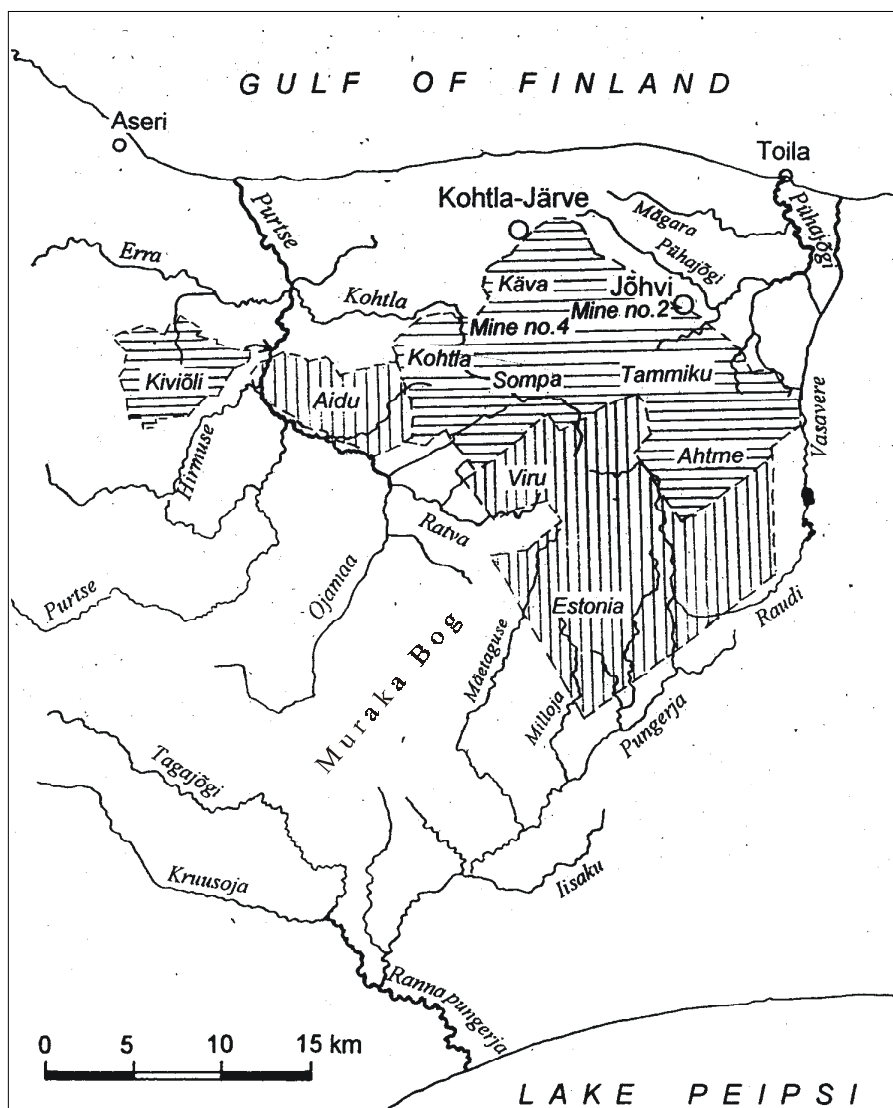 GULF OF FINLAND
Aseri
Toila
Kohtla-Järve
Purtse
Mägara
Pühajõgi
Pühajõgi
Erra
Käva
Jõhvi
Kohtla
Mine no.2
Mine no.4
Kohtla
Kiviõli
Sompa
Tammiku
Aidu
Vasavere
Hirmuse
Ahtme
Viru
Ratva
Purtse
Ojamaa
Estonia
Raudi
Muraka Bog
Mäetaguse
Milloja
Pungerja
Tagajõgi
Kruusoja
Iisaku
Ranna pungerja
0 5 10 15 km
LAKE PEIPSI